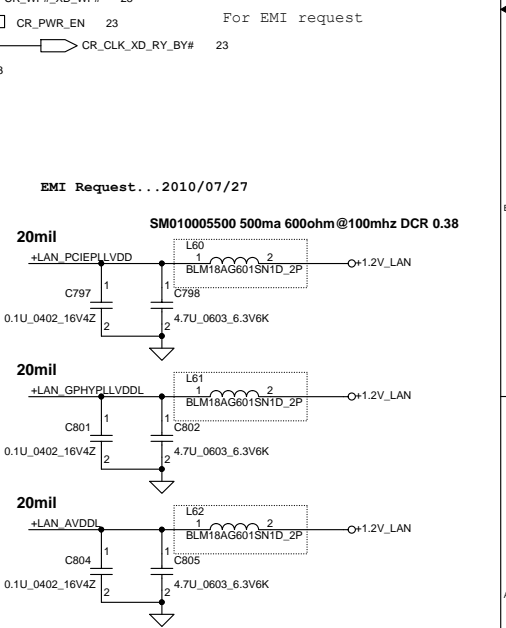 CR_PWR_EN 23
For EMI request
CR_CLK_XD_RY_BY# 23
EMI Request...2010/07/27
SM010005500 500ma 600ohm@100mhz DCR 0.38
20mil
+LAN_PCIEPLLVDD
L60
1 2
BLM18AG601SN1D_2P
+1.2V_LAN
1 1
C797 C798
0.1U_0402_16V4Z 4.7U_0603_6.3V6K
2 2
20mil
+LAN_GPHYPLLVDDL
L61
1 2
BLM18AG601SN1D_2P
+1.2V_LAN
1 1
C801 C802
0.1U_0402_16V4Z 4.7U_0603_6.3V6K
2 2
20mil
+LAN_AVDDL
L62
1 2
BLM18AG601SN1D_2P
+1.2V_LAN
1 1
C804 C805
0.1U_0402_16V4Z 4.7U_0603_6.3V6K
2 2